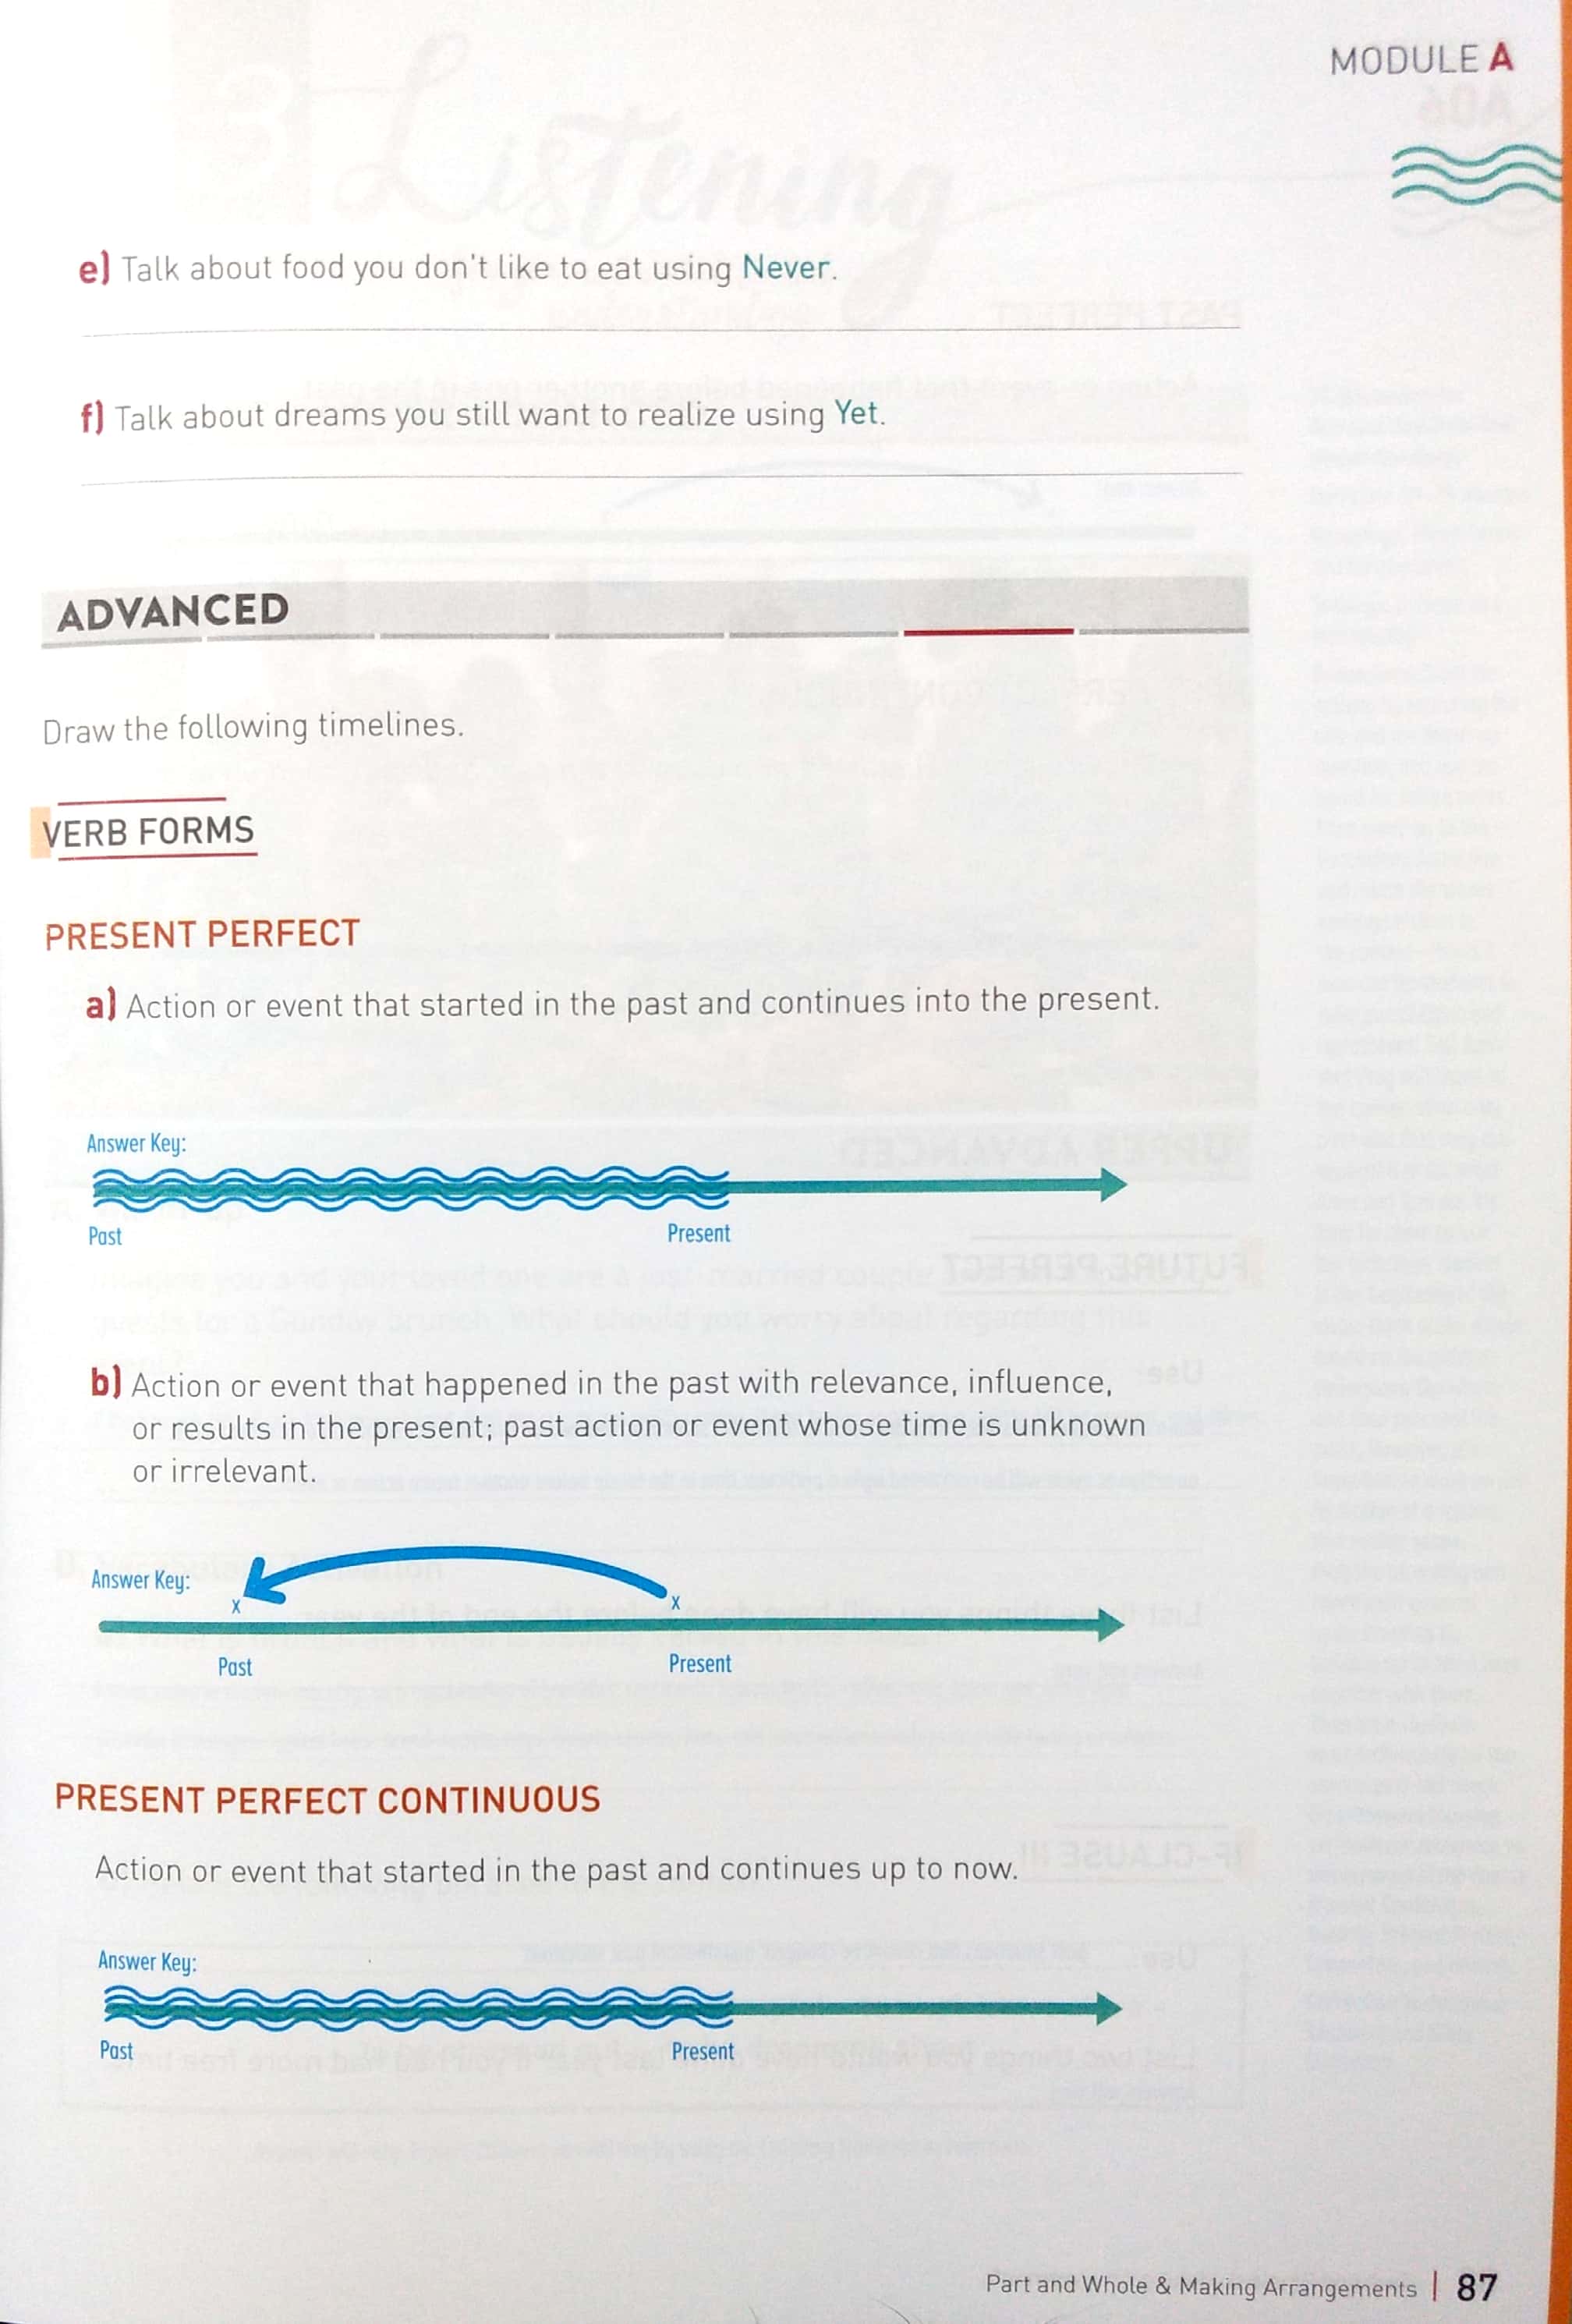 MODULE A
e) Talk about food you don't like to eat using Never.
f) Talk about dreams you still want to realize using Yet.
ADVANCED
Draw the following timelines.
VERB FORMS
PRESENT PERFECT
a) Action or event that started in the past and continues into the present.
Answer Key:
Past Present
b) Action or event that happened in the past with relevance, influence,
or results in the present; past action or event whose time is unknown
or irrelevant.
Answer Key:
x x
Past Present
PRESENT PERFECT CONTINUOUS
Action or event that started in the past and continues up to now.
Answer Key:
Past Present
Part and Whole & Making Arrangements | 87